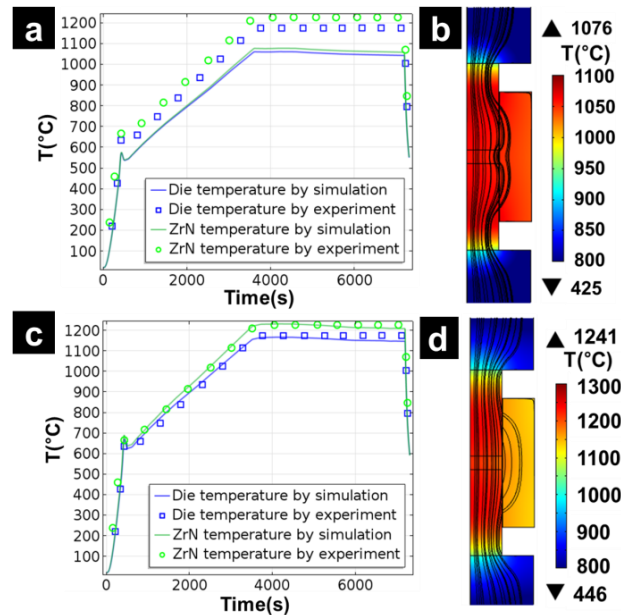 a
T(°C)
1200
1100
1000
900
800
700
600
500
400
300
200
100
0
2000
4000
6000
Time(s)
Die temperature by simulation
Die temperature by experiment
ZrN temperature by simulation
ZrN temperature by experiment
b
▲ 1076
T(°C)
1100
1050
1000
950
900
850
800
▼ 425
c
T(°C)
1200
1100
1000
900
800
700
600
500
400
300
200
100
0
2000
4000
6000
Time(s)
Die temperature by simulation
Die temperature by experiment
ZrN temperature by simulation
ZrN temperature by experiment
d
▲ 1241
T(°C)
1300
1200
1100
1000
900
800
▼ 446